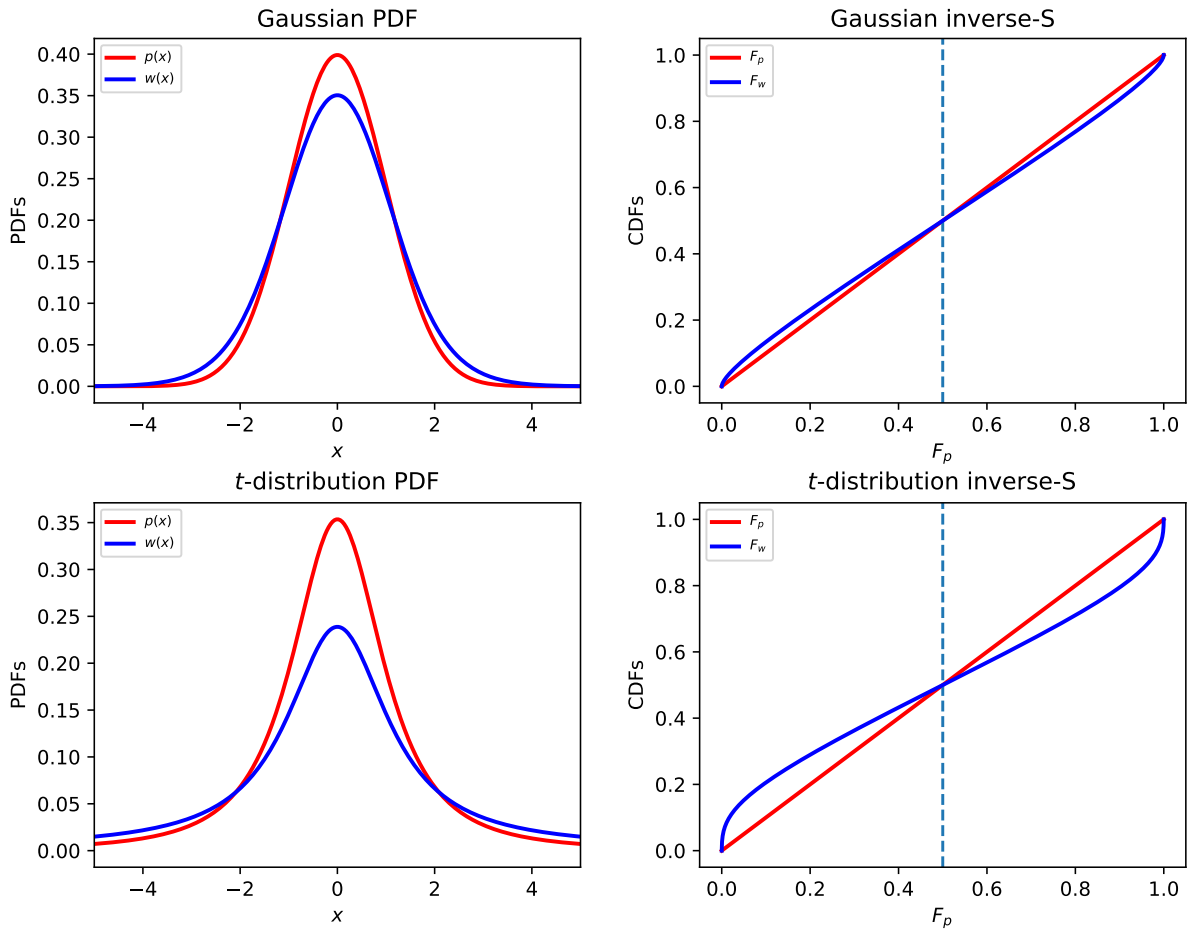 Gaussian PDF
p(x)
w(x)
0.40
0.35
0.30
0.25
0.20
0.15
0.10
0.05
0.00
PDFs
−4 −2 0 2 4
x
Gaussian inverse-S
F_p
F_w
1.0
0.8
0.6
0.4
0.2
0.0
CDFs
0.0 0.2 0.4 0.6 0.8 1.0
F_p
t-distribution PDF
p(x)
w(x)
0.35
0.30
0.25
0.20
0.15
0.10
0.05
0.00
PDFs
−4 −2 0 2 4
x
t-distribution inverse-S
F_p
F_w
1.0
0.8
0.6
0.4
0.2
0.0
CDFs
0.0 0.2 0.4 0.6 0.8 1.0
F_p